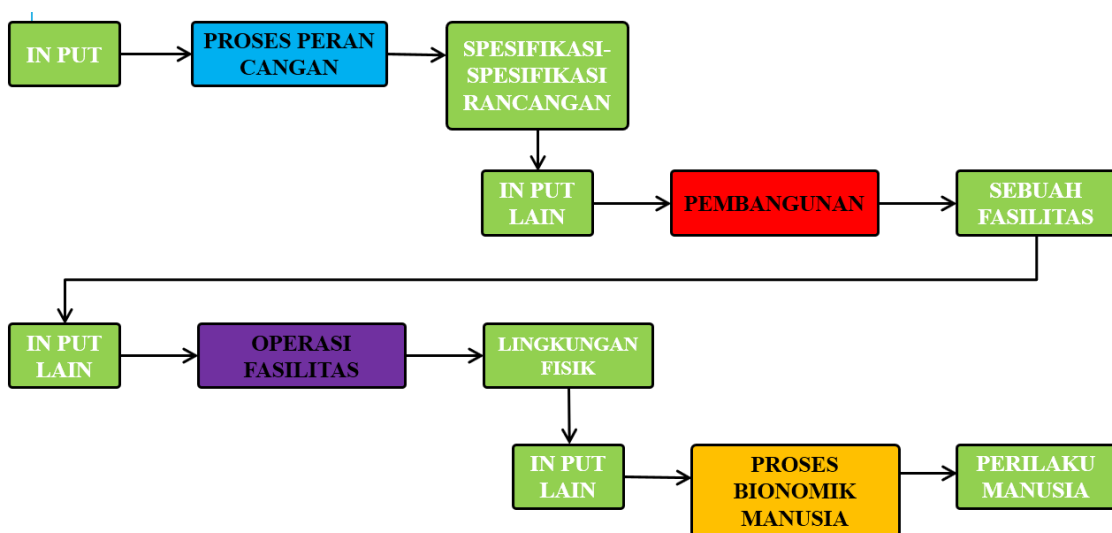 IN PUT
PROSES PERAN
CANGAN
SPESIFIKASI-
SPESIFIKASI
RANCANGAN
IN PUT
LAIN
PEMBANGUNAN
SEBUAH
FASILITAS
IN PUT
LAIN
OPERASI
FASILITAS
LINGKUNGAN
FISIK
IN PUT
LAIN
PROSES
BIONOMIK
MANUSIA
PERILAKU
MANUSIA